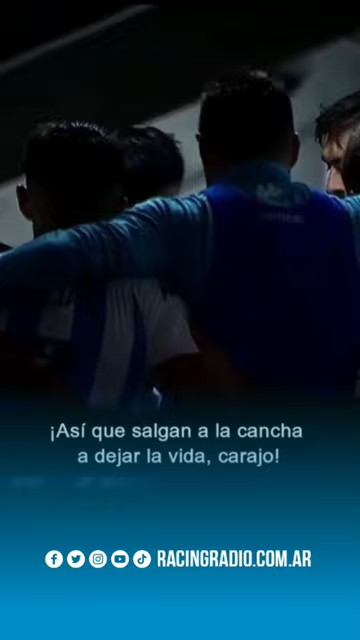 ¡Así que salgan a la cancha
a dejar la vida, carajo!
RACINGRADIO.COM.AR